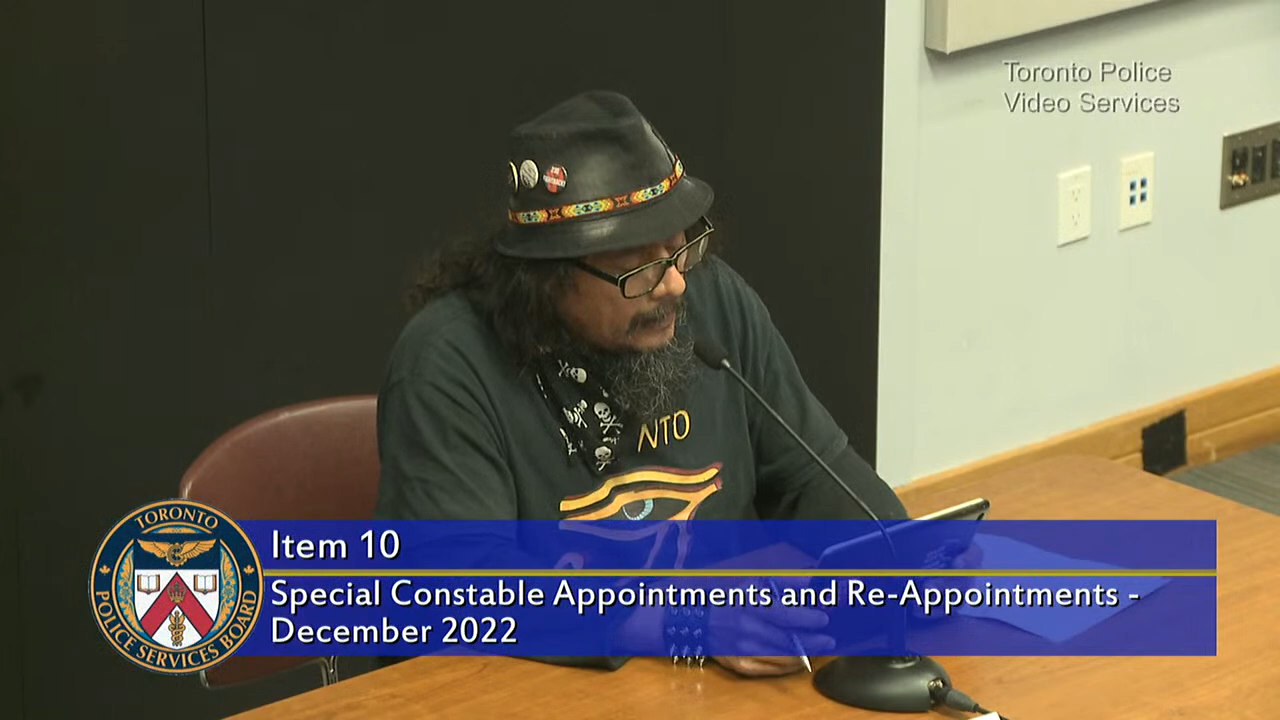 Toronto Police
Video Services
NTO
Item 10
Special Constable Appointments and Re-Appointments -
December 2022
TORONTO
POLICE SERVICES BOARD